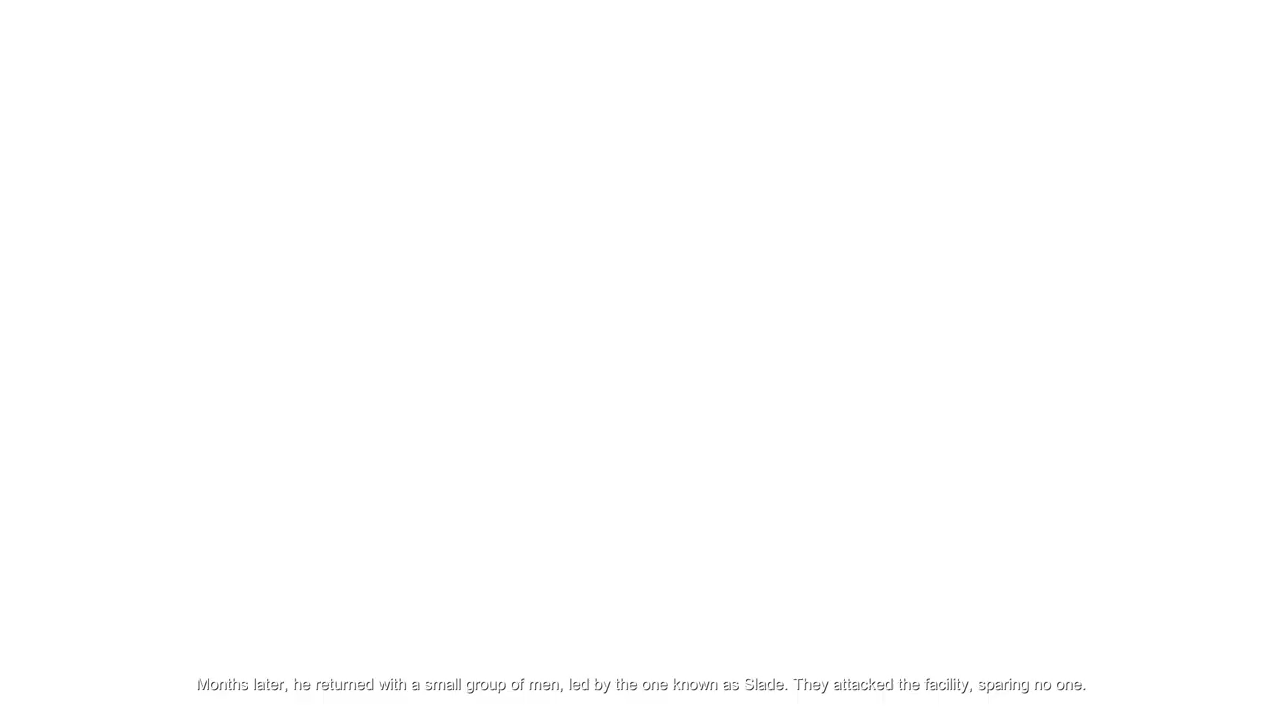 Months later, he returned with a small group of men, led by the one known as Slade. They attacked the facility, sparing no one.